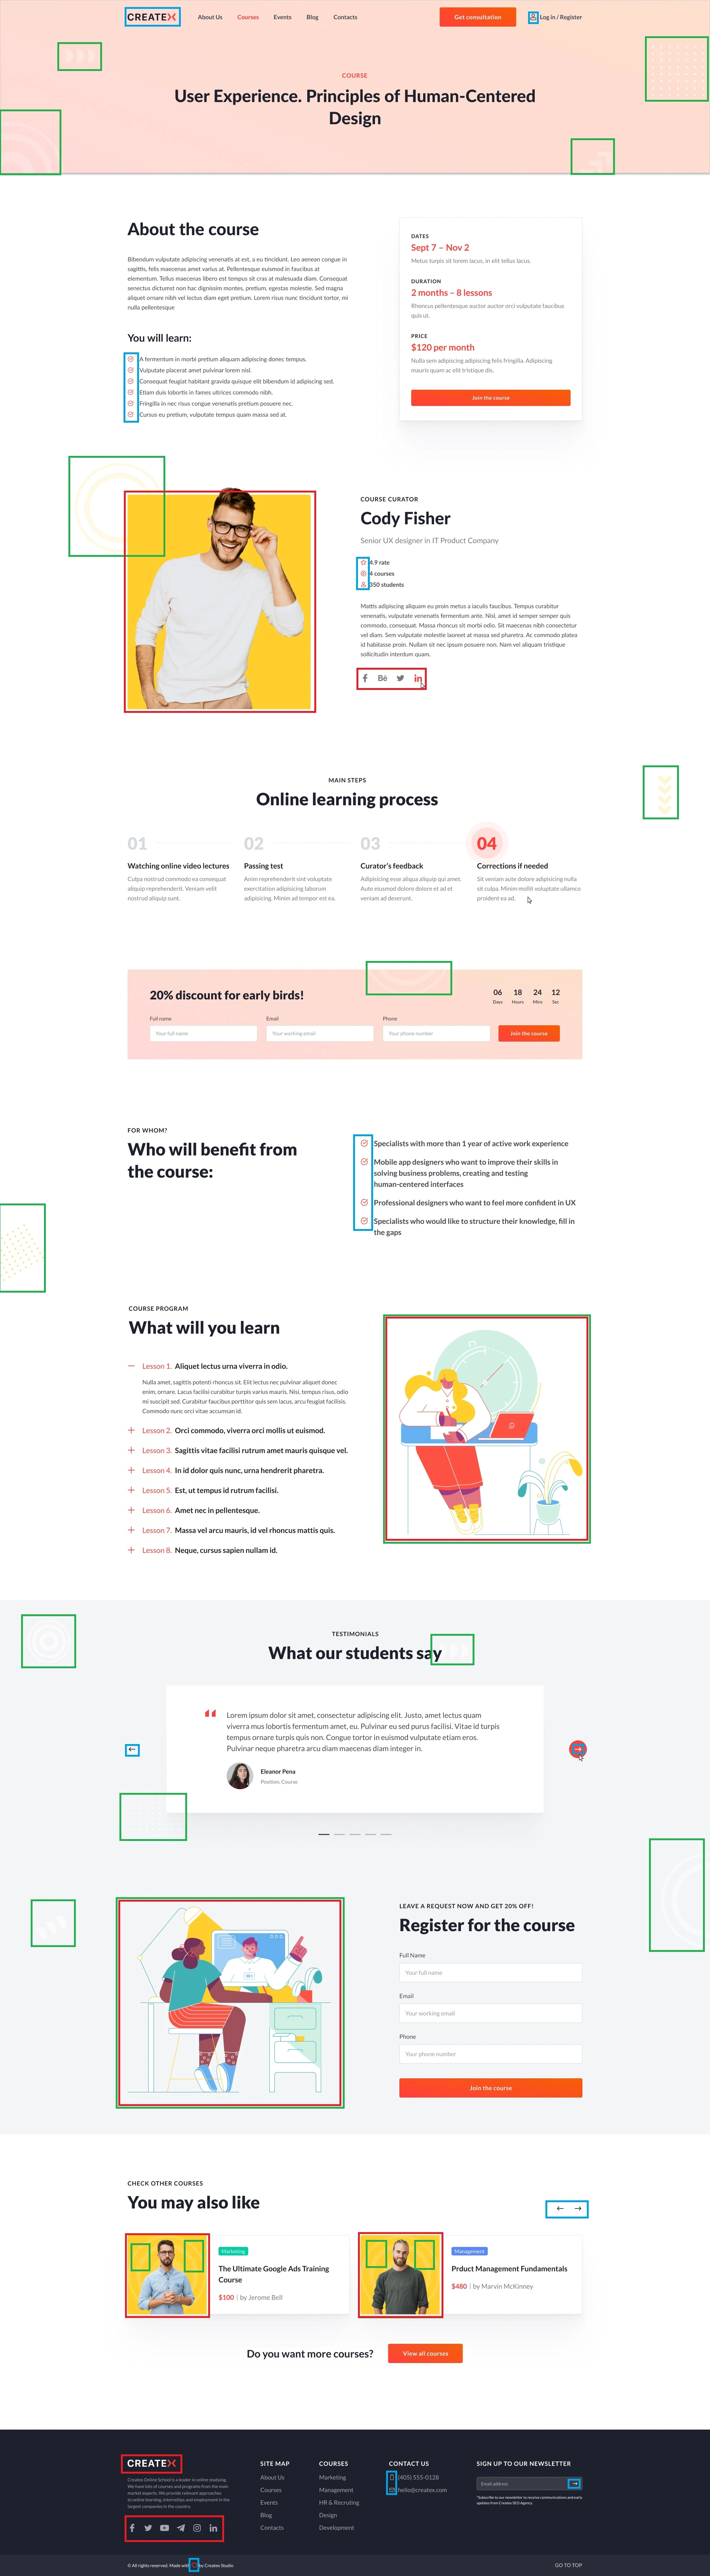 CREATEX
About Us
Courses
Events
Blog
Contacts
Get consultation
Log in / Register
COURSE
User Experience. Principles of Human-Centered
Design
About the course
Bibendum vulputate adipiscing venenatis at est, a eu tincidunt. Leo aenean congue in
sagittis, felis maecenas amet varius at. Pellentesque euismod in faucibus at
elementum. Tellus maecenas libero est tempus sit cras at malesuada diam. Consequat
senectus dictumst non hac dignissim montes, pretium, egestas molestie. Sed magna
aliquet ornare nibh vel lectus diam eget pretium. Lorem risus nunc tincidunt tortor, mi
nulla pellentesque
You will learn:
A fermentum in morbi pretium aliquam adipiscing donec tempus.
Vulputate placerat amet pulvinar lorem nisl.
Consequat feugiat habitant gravida quisque elit bibendum id adipiscing sed.
Etiam duis lobortis in fames ultrices commodo nibh.
Fringilla in nec risus congue venenatis pretium posuere nec.
Cursus eu pretium, vulputate tempus quam massa sed at.
DATES
Sept 7 – Nov 2
Metus turpis sit lorem lacus, in elit tellus lacus.
DURATION
2 months – 8 lessons
Rhoncus pellentesque auctor auctor orci vulputate faucibus
quis ut.
PRICE
$120 per month
Nulla sem adipiscing adipiscing felis fringilla. Adipiscing
mauris quam ac elit tristique dis.
Join the course
COURSE CURATOR
Cody Fisher
Senior UX designer in IT Product Company
4.9 rate
4 courses
350 students
Mattis adipiscing aliquam eu proin metus a iaculis faucibus. Tempus curabitur
venenatis, vulputate venenatis fermentum ante. Nisl, amet id semper semper quis
commodo, consequat. Massa rhoncus sit morbi odio. Sit maecenas nibh consectetur
vel diam. Sem vulputate molestie laoreet at massa sed pharetra. Ac commodo platea
id habitasse proin. Nullam sit nec ipsum posuere non. Nam vel aliquam tristique
sollicitudin interdum quam.
MAIN STEPS
Online learning process
01
Watching online video lectures
Culpa nostrud commodo ea consequat
aliquip reprehenderit. Veniam velit
nostrud aliquip sunt.
02
Passing test
Anim reprehenderit sint voluptate
exercitation adipisicing laborum
adipisicing. Minim ad tempor est ea.
03
Curator's feedback
Adipisicing esse aliqua aliquip qui amet.
Aute eiusmod dolore dolore et ad et
veniam ad deserunt.
04
Corrections if needed
Sit veniam aute dolore adipisicing nulla
sit culpa. Minim mollit voluptate ullamco
proident ea ad.
20% discount for early birds!
06 18 24 12
Days Hours Mins Sec
Full name
Your full name
Email
Your working email
Phone
Your phone number
Join the course
FOR WHOM?
Who will benefit from
the course:
Specialists with more than 1 year of active work experience
Mobile app designers who want to improve their skills in
solving business problems, creating and testing
human-centered interfaces
Professional designers who want to feel more confident in UX
Specialists who would like to structure their knowledge, fill in
the gaps
COURSE PROGRAM
What will you learn
Lesson 1. Aliquet lectus urna viverra in odio.
Nulla amet, sagittis potenti rhoncus sit. Elit lectus nec pulvinar aliquet donec
enim, ornare. Lacus facilisi curabitur turpis varius mauris. Nisi, tempus risus, odio
mi suscipit sed. Curabitur faucibus porttitor quis sem lacus, arcu feugiat facilisis.
Commodo nunc orci vitae accumsan id.
Lesson 2. Orci commodo, viverra orci mollis ut euismod.
Lesson 3. Sagittis vitae facilisi rutrum amet mauris quisque vel.
Lesson 4. In id dolor quis nunc, urna hendrerit pharetra.
Lesson 5. Est, ut tempus id rutrum facilisi.
Lesson 6. Amet nec in pellentesque.
Lesson 7. Massa vel arcu mauris, id vel rhoncus mattis quis.
Lesson 8. Neque, cursus sapien nullam id.
TESTIMONIALS
What our students say
Lorem ipsum dolor sit amet, consectetur adipiscing elit. Justo, amet lectus quam
viverra mus lobortis fermentum amet, eu. Pulvinar eu sed purus facilisi. Vitae id turpis
tempus ornare turpis quis non. Congue tortor in euismod vulputate etiam eros.
Pulvinar neque pharetra arcu diam maecenas diam integer in.
Eleanor Pena
Position, Course
LEAVE A REQUEST NOW AND GET 20% OFF!
Register for the course
Full Name
Your full name
Email
Your working email
Phone
Your phone number
Join the course
CHECK OTHER COURSES
You may also like
Marketing
The Ultimate Google Ads Training
Course
$100 | by Jerome Bell
Management
Prduct Management Fundamentals
$480 | by Marvin McKinney
Do you want more courses?
View all courses
CREATEX
Createx Online School is a leader in online studying.
We have lots of courses and programs from the main
market experts. We provide relevant approaches
to online learning, internships and employment in the
largest companies in the country.
SITE MAP
About Us
Courses
Events
Blog
Contacts
COURSES
Marketing
Management
HR & Recruting
Design
Development
CONTACT US
(405) 555-0128
hello@createx.com
SIGN UP TO OUR NEWSLETTER
Email address
*Subscribe to our newsletter to receive communications and early
updates from Createx SEO Agency.
© All rights reserved. Made with by Createx Studio
GO TO TOP